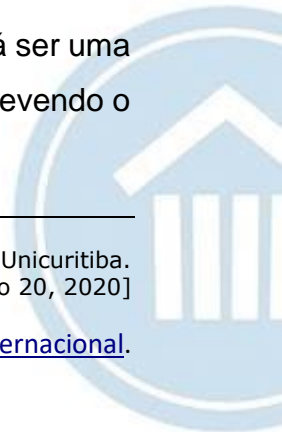 á ser uma
evendo o
Unicuritiba.
o 20, 2020]
ernacional.